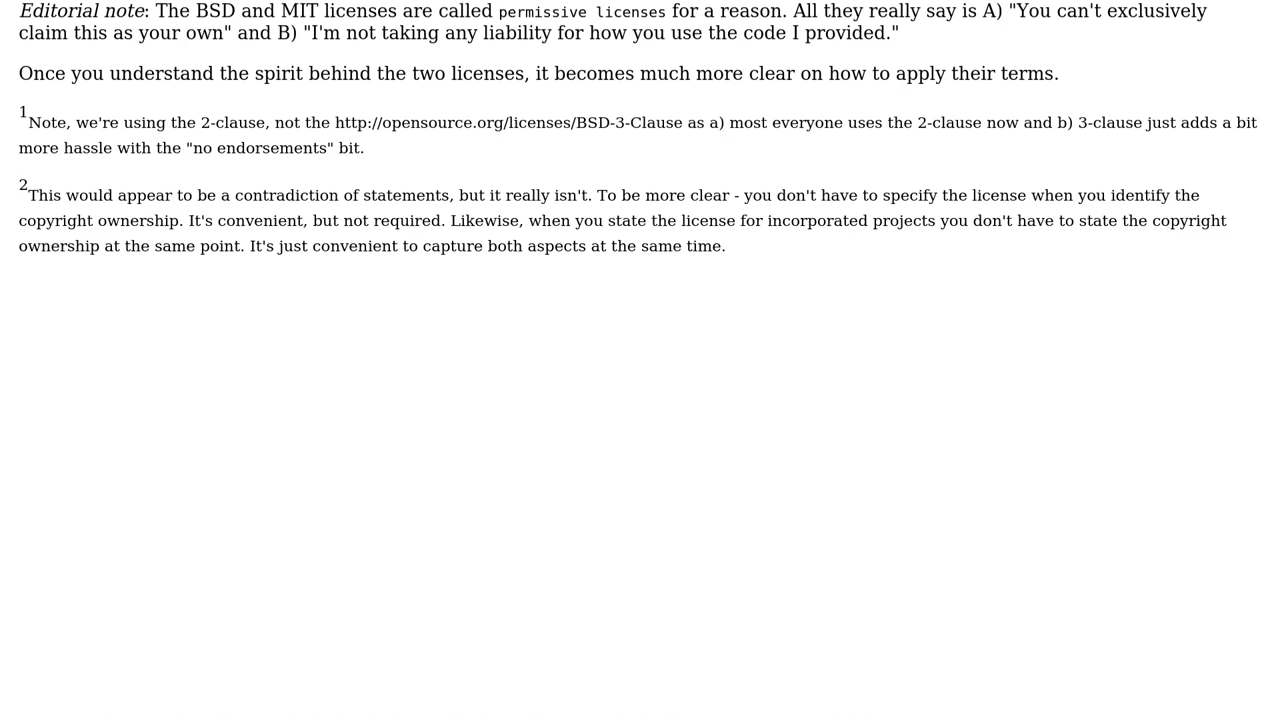 Editorial note: The BSD and MIT licenses are called permissive licenses for a reason. All they really say is A) "You can't exclusively
claim this as your own" and B) "I'm not taking any liability for how you use the code I provided."
Once you understand the spirit behind the two licenses, it becomes much more clear on how to apply their terms.
1Note, we're using the 2-clause, not the http://opensource.org/licenses/BSD-3-Clause as a) most everyone uses the 2-clause now and b) 3-clause just adds a bit
more hassle with the "no endorsements" bit.
2This would appear to be a contradiction of statements, but it really isn't. To be more clear - you don't have to specify the license when you identify the
copyright ownership. It's convenient, but not required. Likewise, when you state the license for incorporated projects you don't have to state the copyright
ownership at the same point. It's just convenient to capture both aspects at the same time.